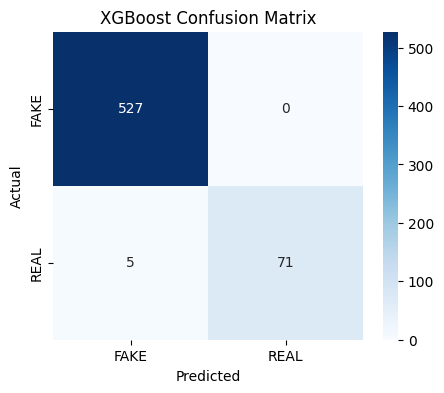 XGBoost Confusion Matrix
Actual
FAKE
527
0
REAL
5
71
FAKE
REAL
Predicted
500
400
300
200
100
0